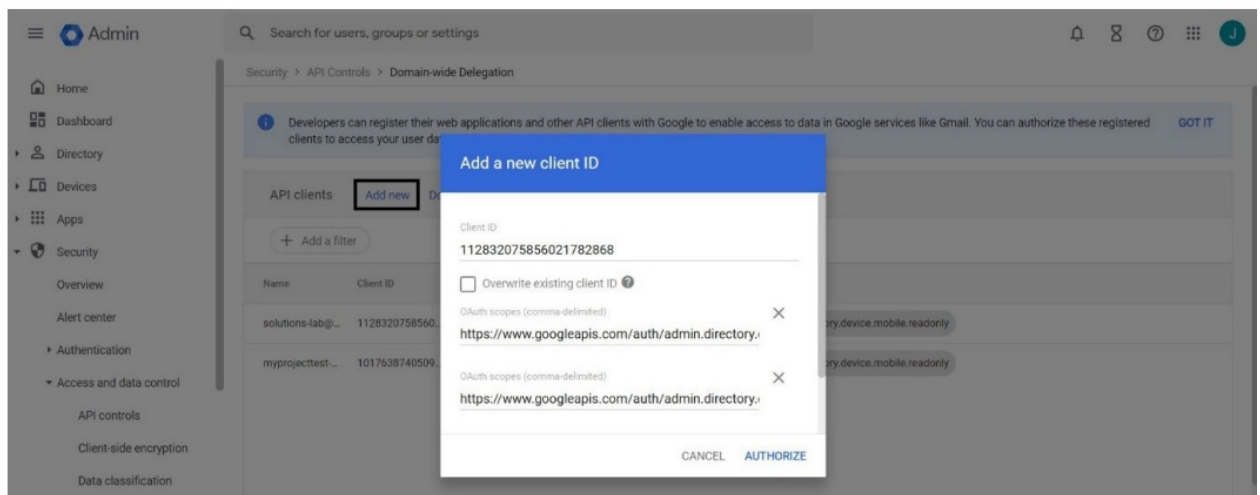 Admin
Search for users, groups or settings
J
Security > API Controls > Domain-wide Delegation
Home
Dashboard
Directory
Devices
Apps
Security
Overview
Alert center
Authentication
Access and data control
API controls
Client-side encryption
Data classification
Developers can register their web applications and other API clients with Google to enable access to data in Google services like Gmail. You can authorize these registered
clients to access your user da
GOT IT
API clients Add new
+ Add a filter
Name Client ID
solutions-lab@... 1128320758560...
ory.device.mobile.readonly
myprojecttest-... 1017638740509...
ory.device.mobile.readonly
Add a new client ID
Client ID
112832075856021782868
Overwrite existing client ID
OAuth scopes (comma-delimited)
https://www.googleapis.com/auth/admin.directory.
OAuth scopes (comma-delimited)
https://www.googleapis.com/auth/admin.directory.
CANCEL AUTHORIZE